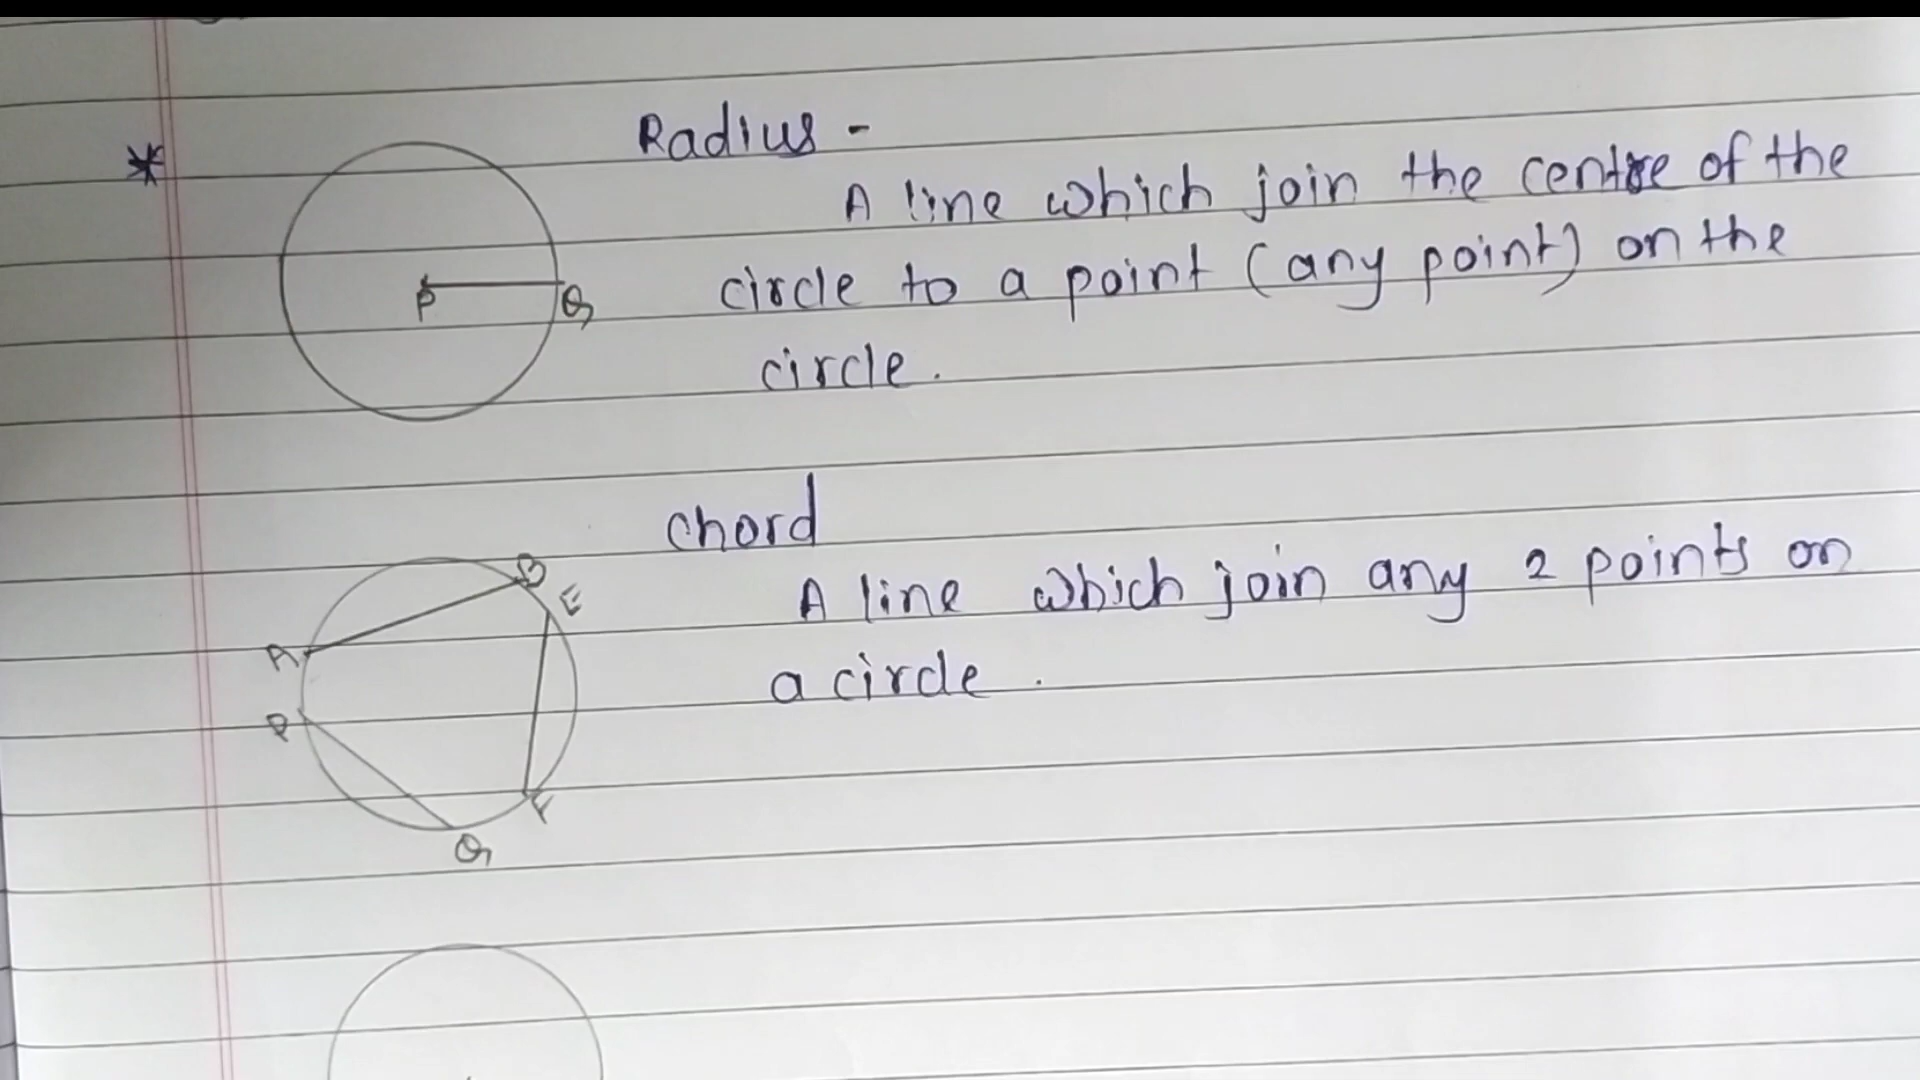 *
Radius -
A line which join the centre of the
circle to a point (any point) on the
circle.
P
Q
chord
A line which join any 2 points on
a circle.
B
E
A
P
F
Q